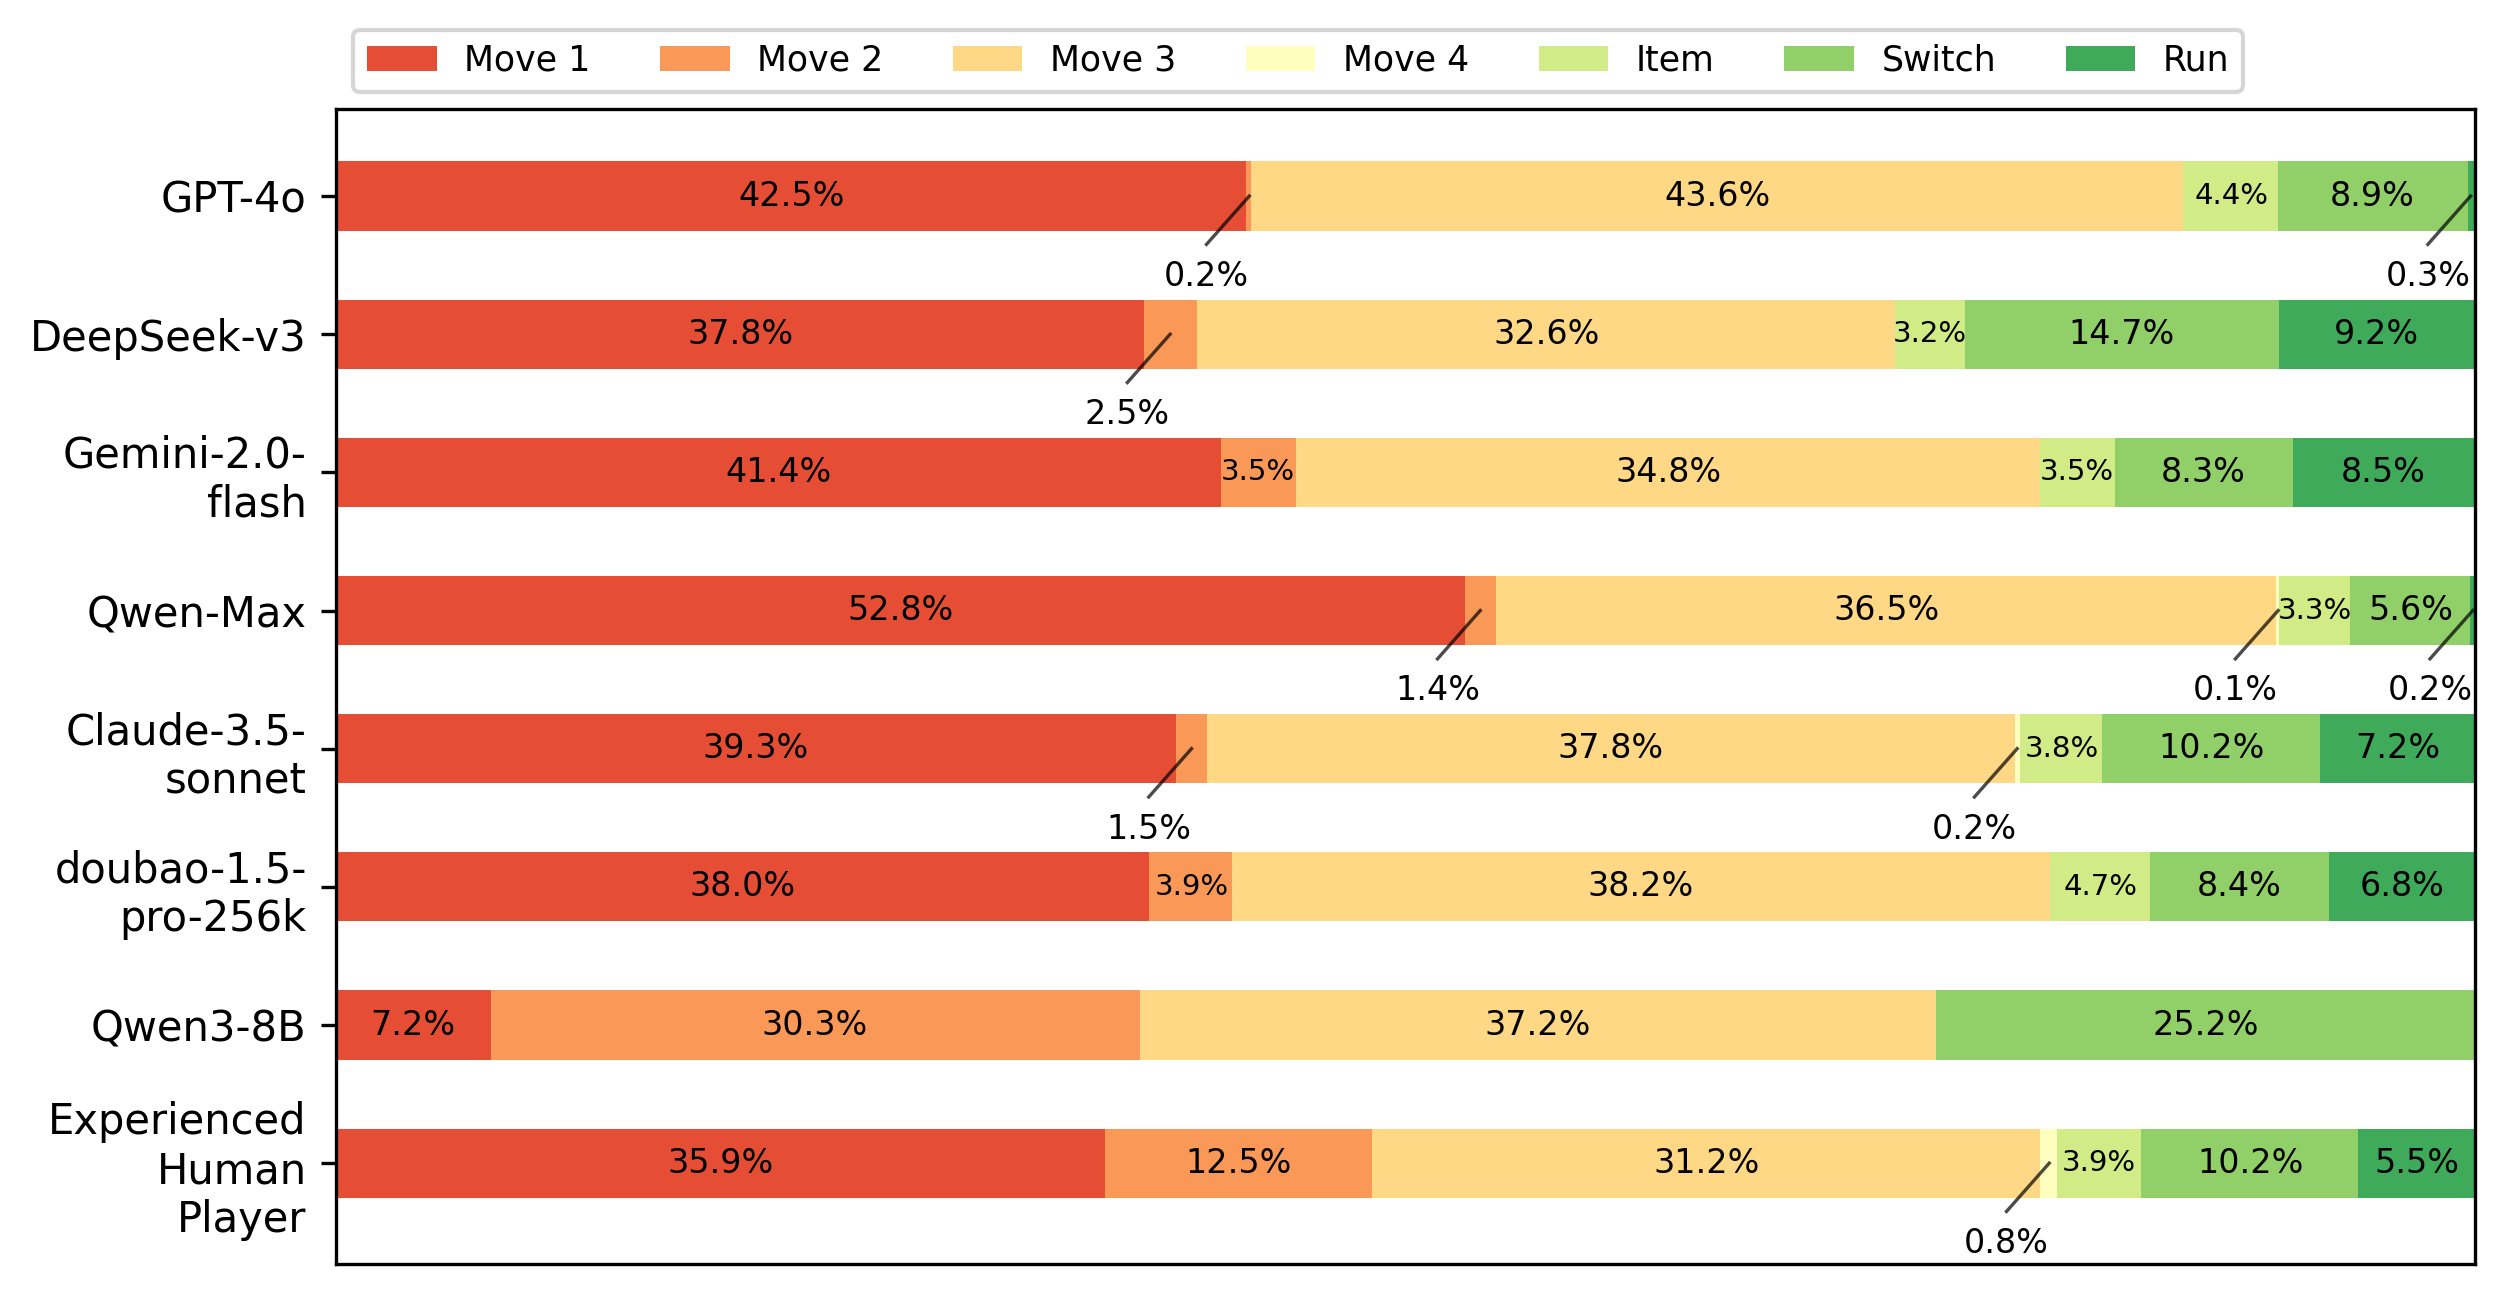 Move 1 Move 2 Move 3 Move 4 Item Switch Run
GPT-4o 42.5% 43.6% 4.4% 8.9%
0.2% 0.3%
DeepSeek-v3 37.8% 32.6% 3.2% 14.7% 9.2%
2.5%
Gemini-2.0-
flash
41.4% 3.5% 34.8% 3.5% 8.3% 8.5%
Qwen-Max 52.8% 36.5% 3.3% 5.6%
1.4% 0.1% 0.2%
Claude-3.5-
sonnet
39.3% 37.8% 3.8% 10.2% 7.2%
1.5% 0.2%
doubao-1.5-
pro-256k
38.0% 3.9% 38.2% 4.7% 8.4% 6.8%
Qwen3-8B 7.2% 30.3% 37.2% 25.2%
Experienced
Human
Player
35.9% 12.5% 31.2% 3.9% 10.2% 5.5%
0.8%